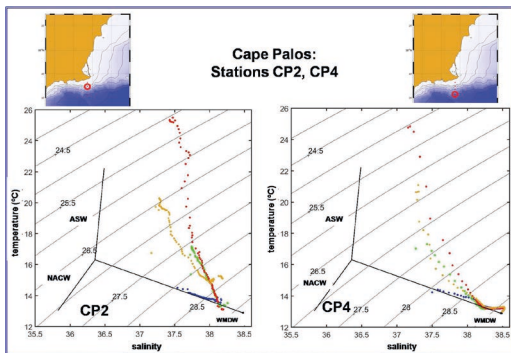 Cape Palos:
Stations CP2, CP4
26
24
22
20
18
16
14
12
temperature (ºC)
24.5
25.5
ASW
26.5
NACW
27.5
28.5
CP2
WMDW
35.5 36 36.5 37 37.5 38 38.5
salinity
26
24
22
20
18
16
14
12
temperature (ºC)
24.5
25.5
ASW
26.5
NACW
27.5
28
28.5
CP4
WMDW
35.5 36 36.5 37 37.5 38 38.5
salinity